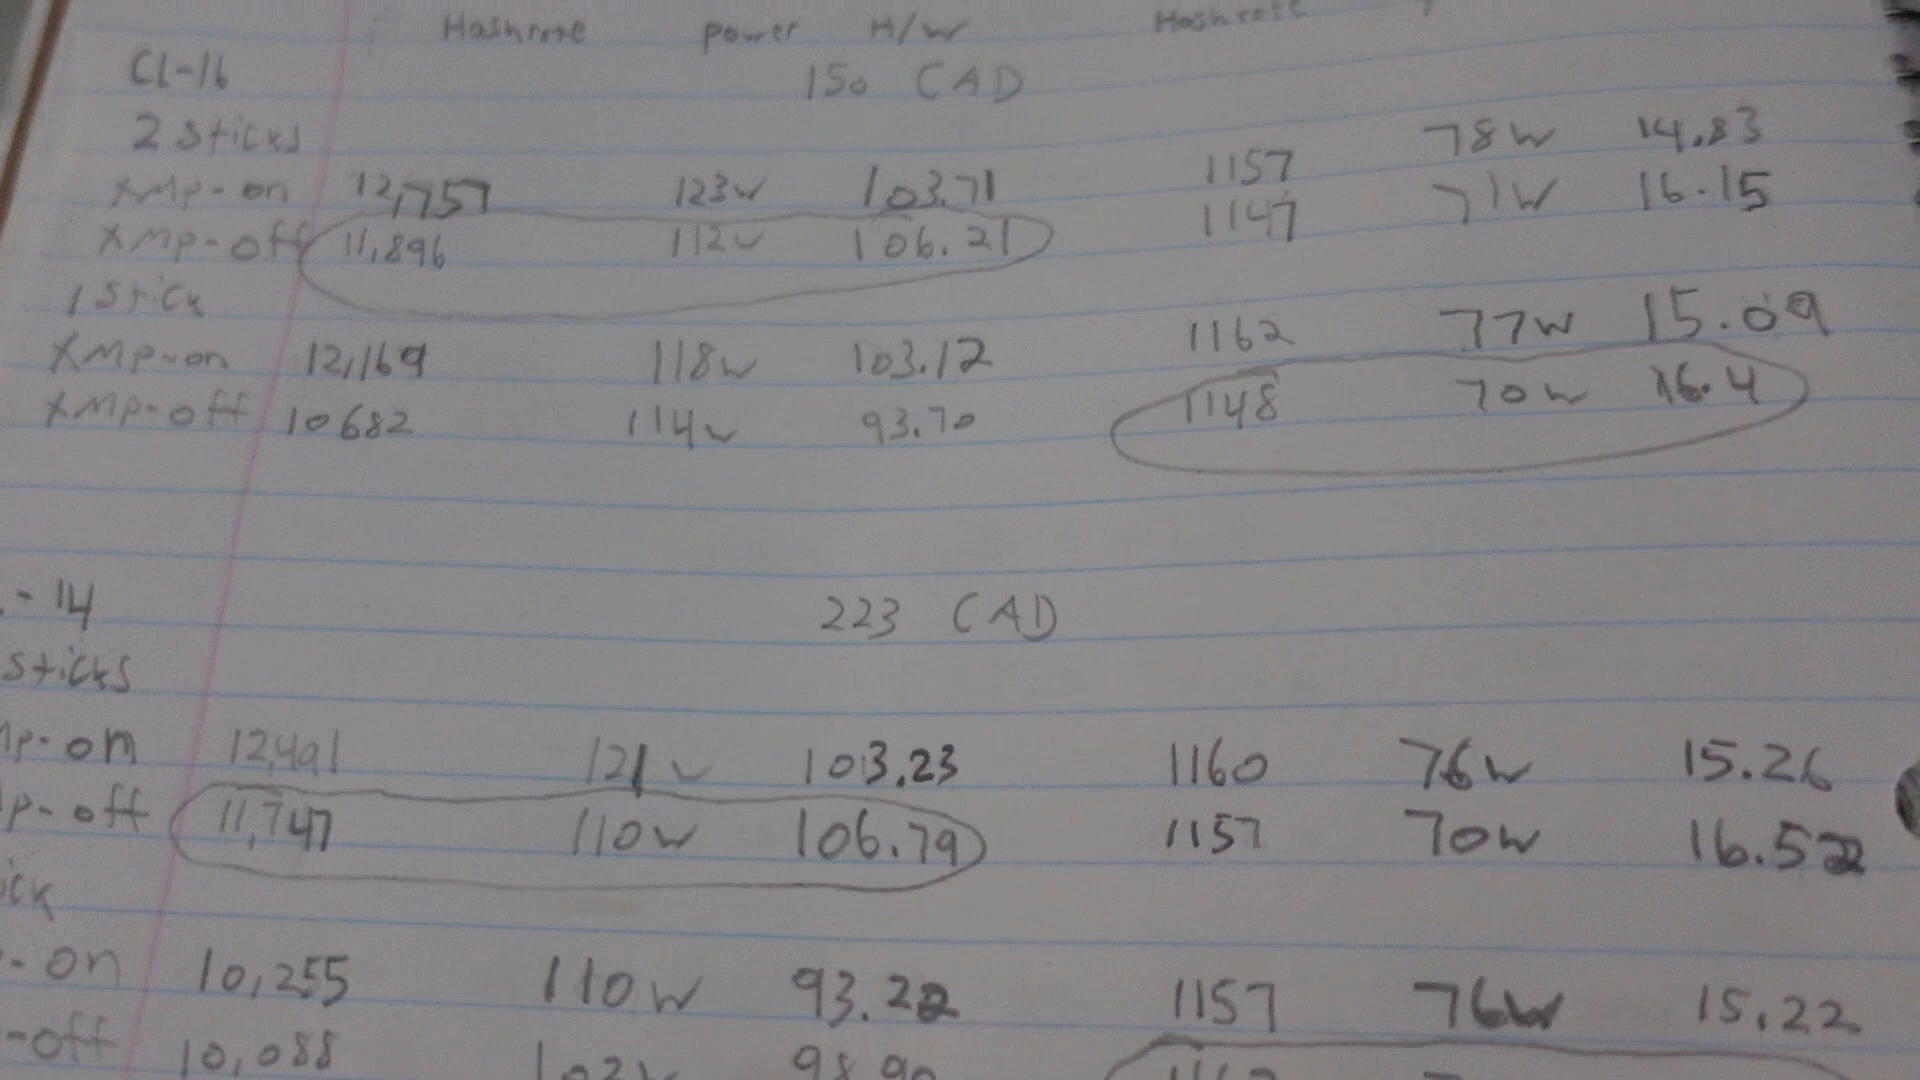 Hashrate power H/W Hashrate
CL-16 150 CAD
2 sticks
XMP-on 12,757 123w 103.71 1157 78W 14.83
XMP-off 11,896 112w 106.21 1147 71W 16.15
1 stick
XMP-on 12,169 118w 103.12 1162 77W 15.09
XMP-off 10682 114w 93.70 1148 70W 16.4
-14 223 CAD
sticks
mp-on 12,491 121w 103.23 1160 76W 15.26
p-off 11,747 110w 106.79 1157 70W 16.52
ick
-on 10,255 110w 93.22 1157 76W 15.22
-off 10,088 102w 98.90